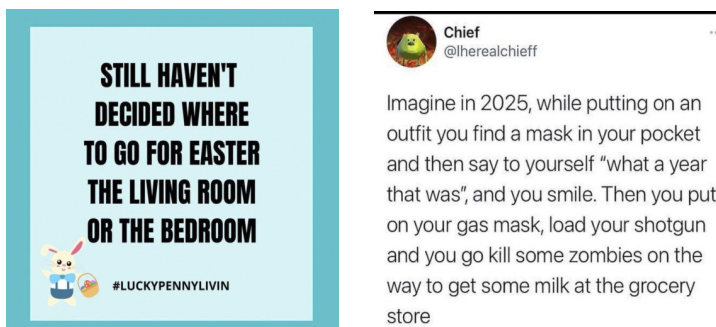 STILL HAVEN'T
DECIDED WHERE
TO GO FOR EASTER
THE LIVING ROOM
OR THE BEDROOM
#LUCKYPENNYLIVIN
Chief
@lherealchieff
Imagine in 2025, while putting on an
outfit you find a mask in your pocket
and then say to yourself “what a year
that was”, and you smile. Then you put
on your gas mask, load your shotgun
and you go kill some zombies on the
way to get some milk at the grocery
store